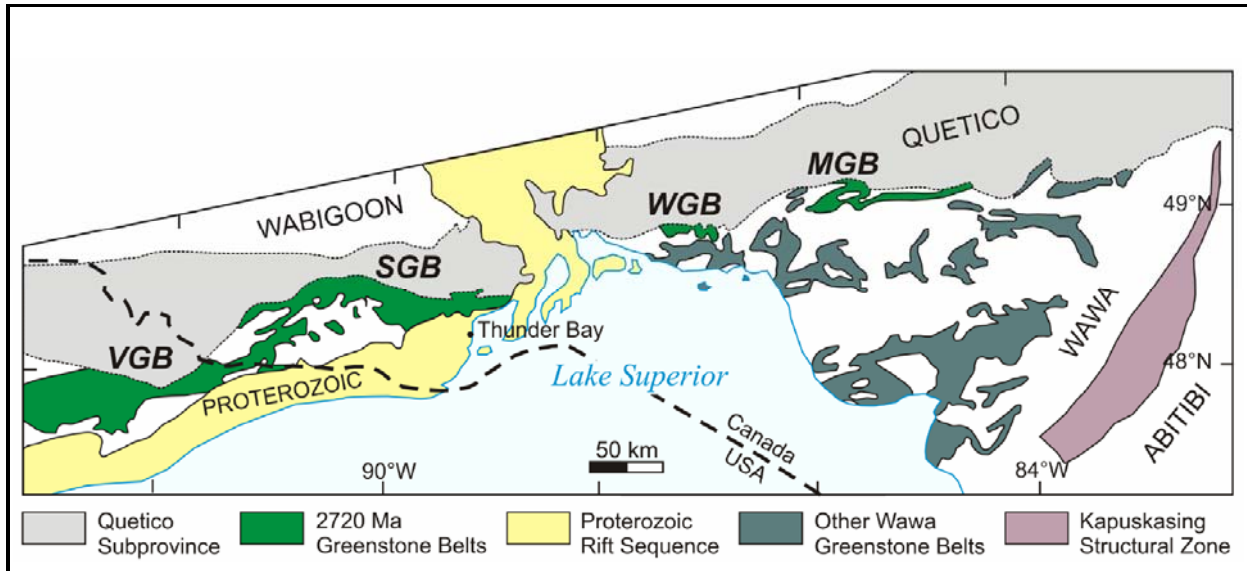 QUETICO
MGB
WGB
49°N
WABIGOON
SGB
WAWA
Thunder Bay
VGB
48°N
PROTEROZOIC
Lake Superior
ABITIBI
Canada
USA
50 km
90°W
84°W
Quetico
Subprovince
2720 Ma
Greenstone Belts
Proterozoic
Rift Sequence
Other Wawa
Greenstone Belts
Kapuskasing
Structural Zone